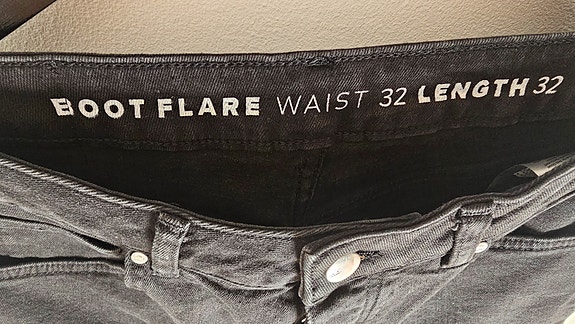 BOOT FLARE WAIST 32 LENGTH 32